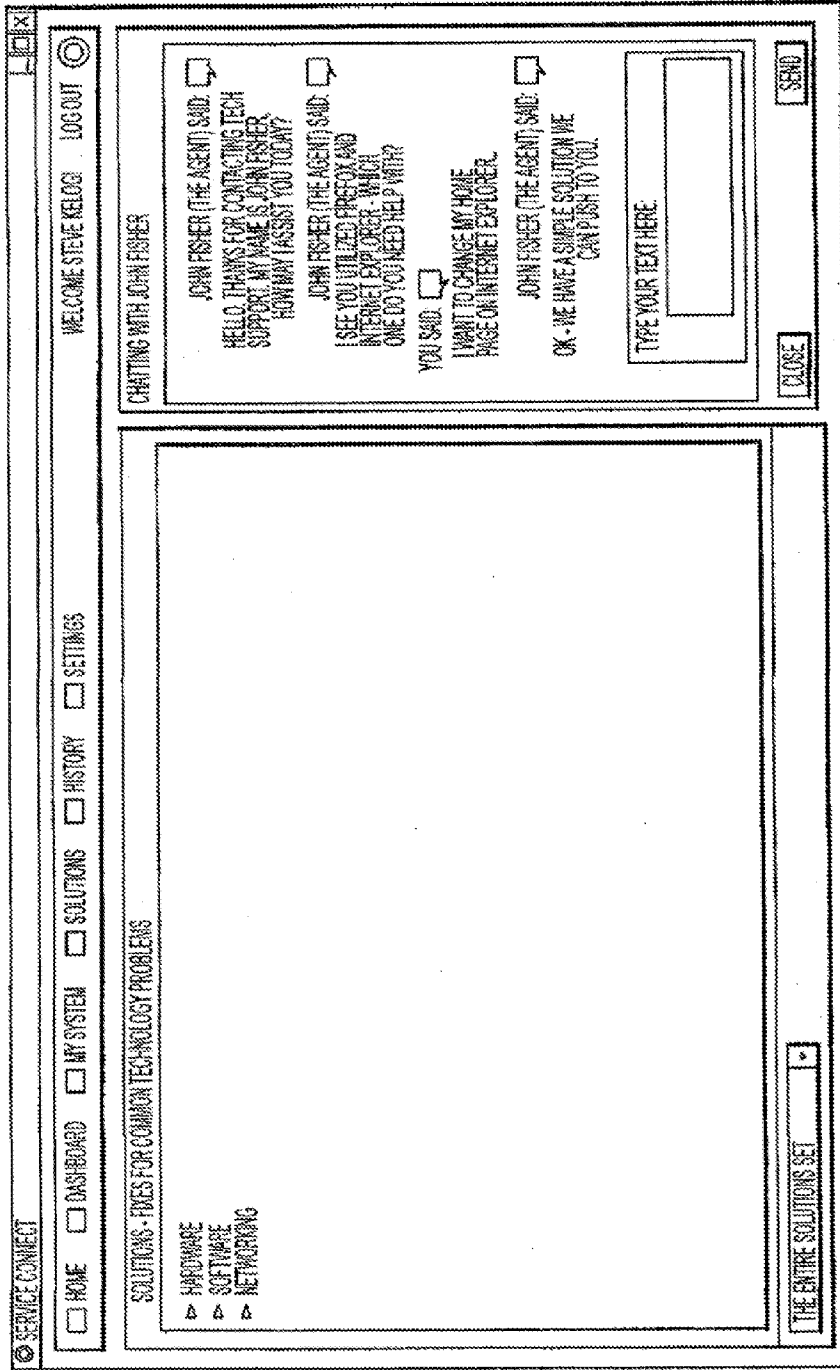 SERVICE CONNECT
HOME DASHBOARD MY SYSTEM SOLUTIONS HISTORY SETTINGS WELCOME STEVE KELOGI . LOG OUT
SOLUTIONS - FIXES FOR COMMON TECHNOLOGY PROBLEMS
HARDWARE
SOFTWARE
NETWORKING
THE ENTIRE SOLUTIONS SET
CHATTING WITH JOHN FISHER
JOHN FISHER (THE AGENT) SAID:
HELLO. THANKS FOR CONTACTING TECH
SUPPORT. MY NAME IS JOHN FISHER,
HOW MAY I ASSIST YOU TODAY?
JOHN FISHER (THE AGENT) SAID:
I SEE YOU UTILIZED FIREFOX AND
INTERNET EXPLORER - WHICH
ONE DO YOU NEED HELP WITH?
YOU SAID:
I WANT TO CHANGE MY HOME
PAGE ON INTERNET EXPLORER..
JOHN FISHER (THE AGENT) SAID:
OK - WE HAVE A SIMPLE SOLUTION WE
CAN PUSH TO YOU.
TYPE YOUR TEXT HERE:
CLOSE SEND